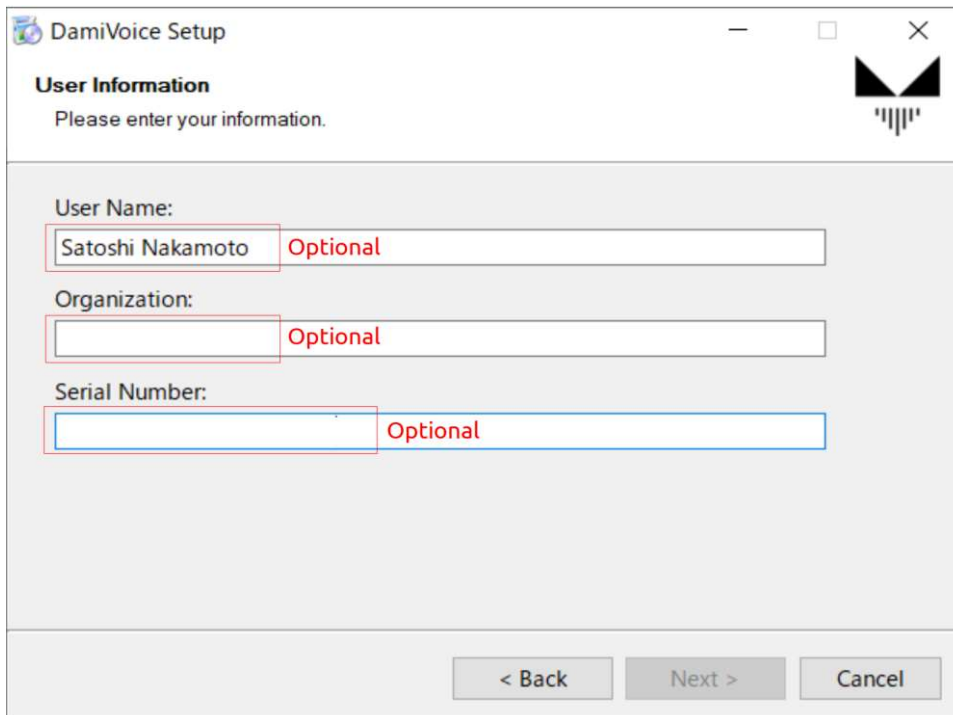 DamiVoice Setup
User Information
Please enter your information.
User Name:
Satoshi Nakamoto Optional
Organization:
Optional
Serial Number:
Optional
< Back Next > Cancel